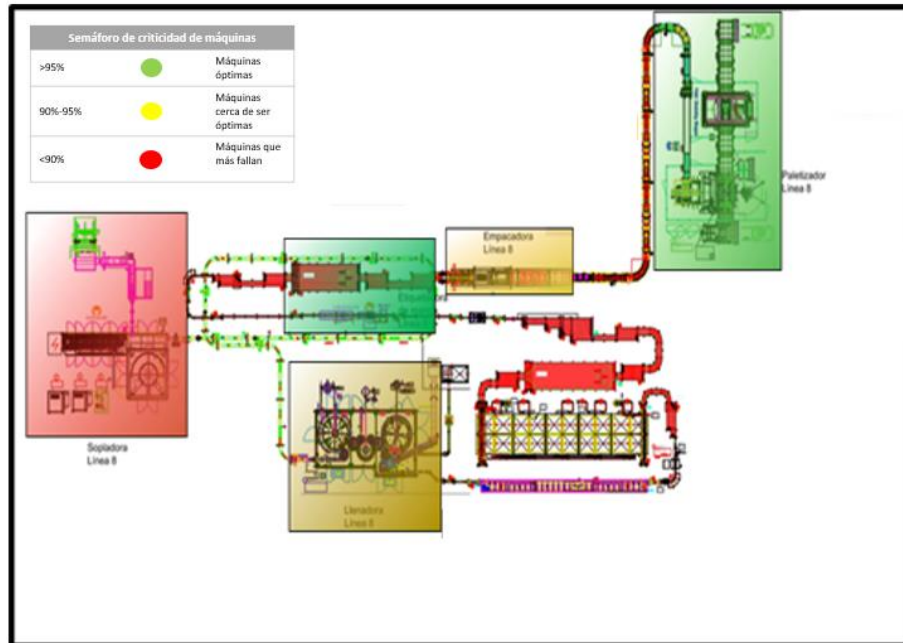 Semáforo de criticidad de máquinas
>95%
Máquinas
óptimas
90%-95%
Máquinas
cerca de ser
óptimas
<90%
Máquinas que
más fallan
Paletizador
Línea 8
Empacadora
Línea 8
Etiquetadora
Sopladora
Línea 8
Llenadora
Línea 8